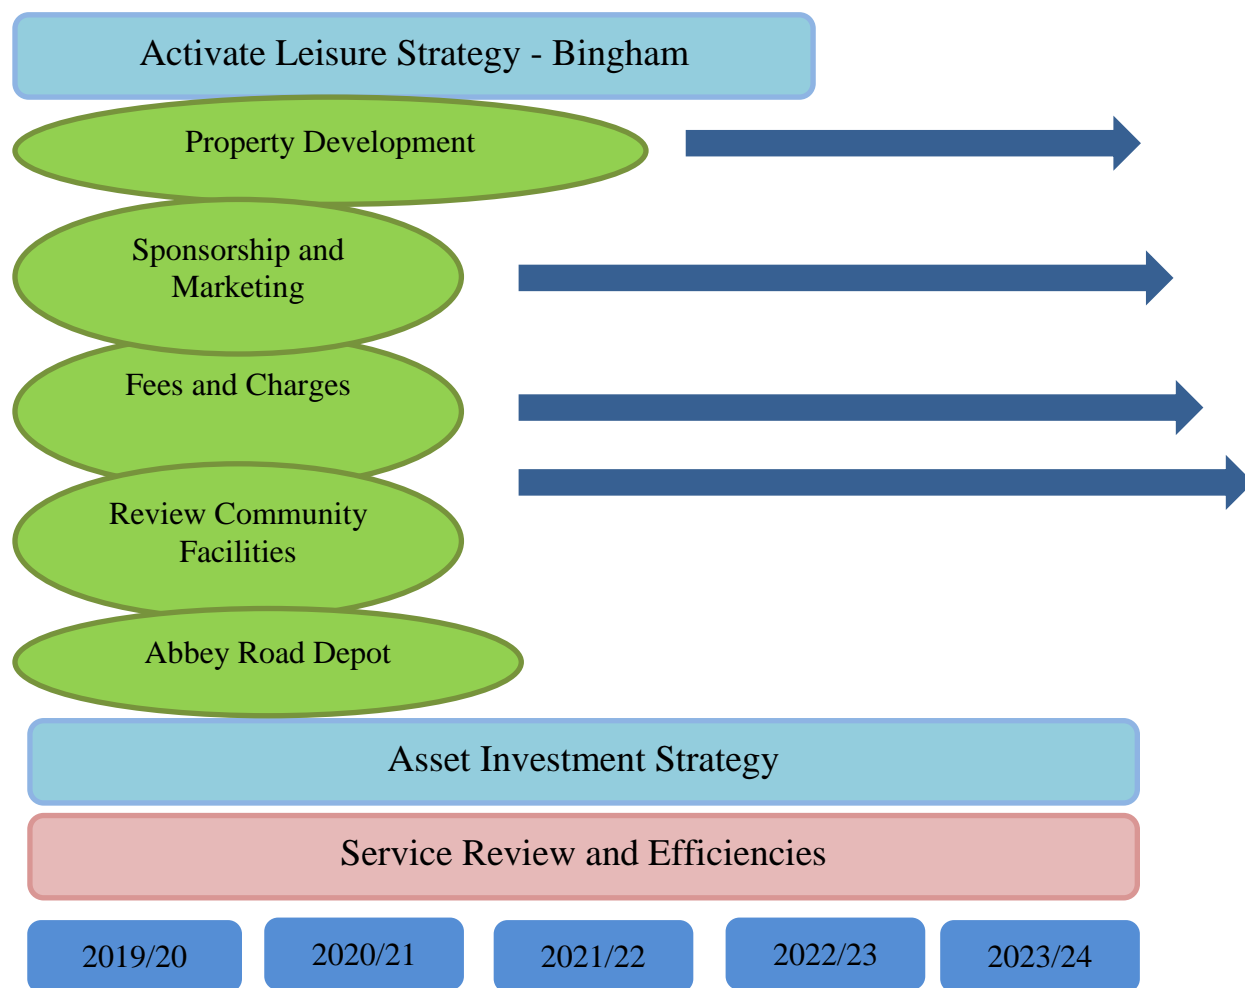 Activate Leisure Strategy - Bingham
Property Development
Sponsorship and
Marketing
Fees and Charges
Review Community
Facilities
Abbey Road Depot
Asset Investment Strategy
Service Review and Efficiencies
2019/20
2020/21
2021/22
2022/23
2023/24